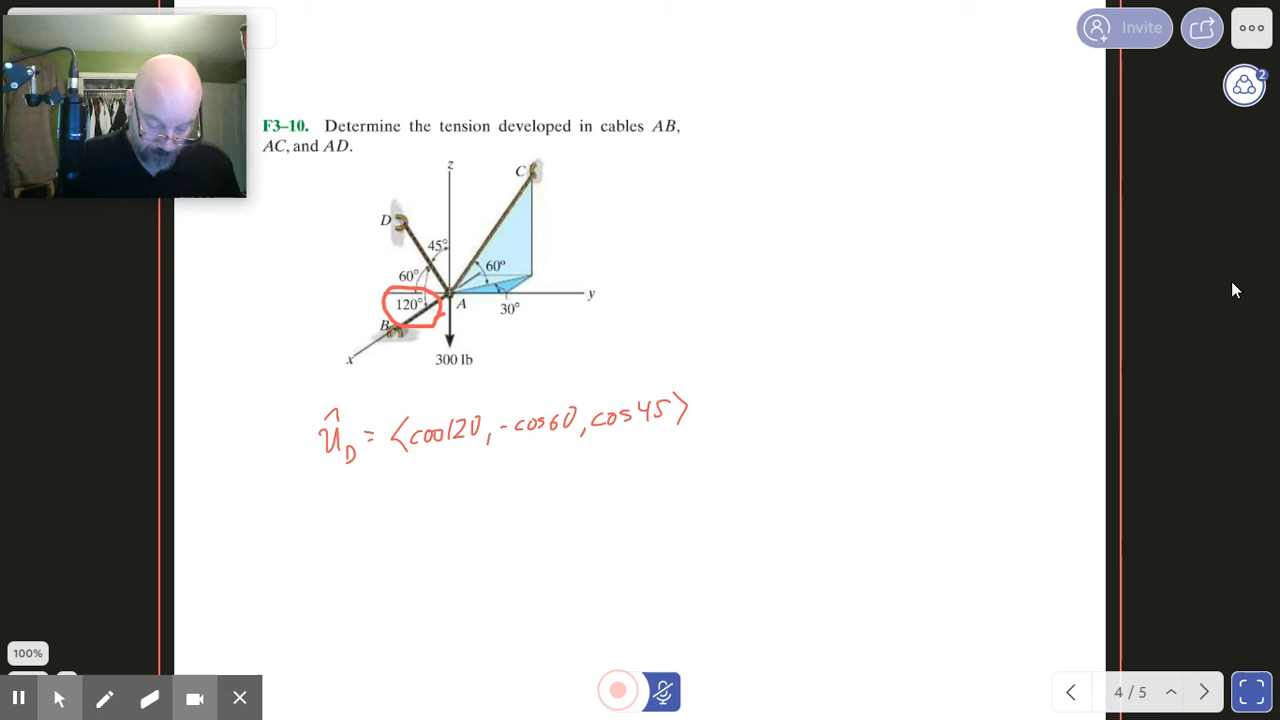 Invite
2
F3–10. Determine the tension developed in cables AB,
AC, and AD.
z
C
D
45°
60°
60°
120°
A
y
30°
B
x
300 lb
û_D = ⟨cos120, -cos60, cos45⟩
100%
4 / 5